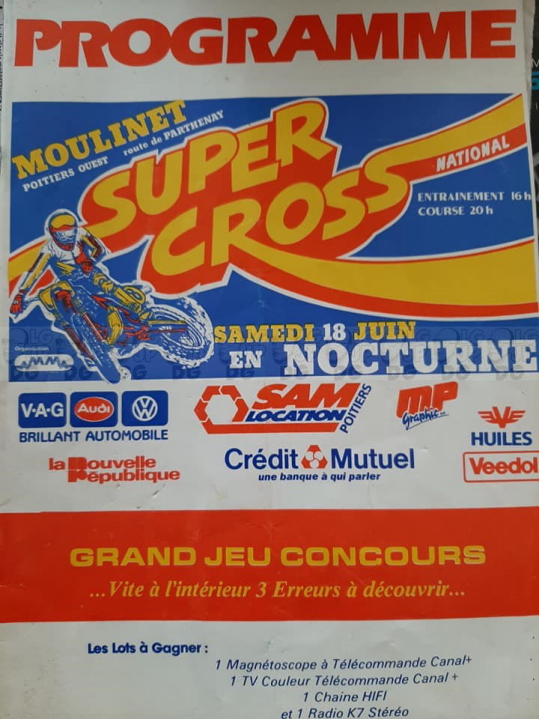 PROGRAMME
MOULINET
POITIERS OUEST route de PARTHENAY
SUPER
CROSS
NATIONAL
ENTRAINEMENT 16 h
COURSE 20 h
SAMEDI 18 JUIN
EN NOCTURNE
Organisation
V·A·G Audi
BRILLANT AUTOMOBILE
SAM
LOCATION
POITIERS
MP
Graphic
HUILES
Veedol
la Nouvelle
République
Crédit Mutuel
une banque à qui parler
GRAND JEU CONCOURS
...Vite à l'intérieur 3 Erreurs à découvrir...
Les Lots à Gagner :
1 Magnétoscope à Télécommande Canal+
1 TV Couleur Télécommande Canal +
1 Chaine HIFI
et 1 Radio K7 Stéréo